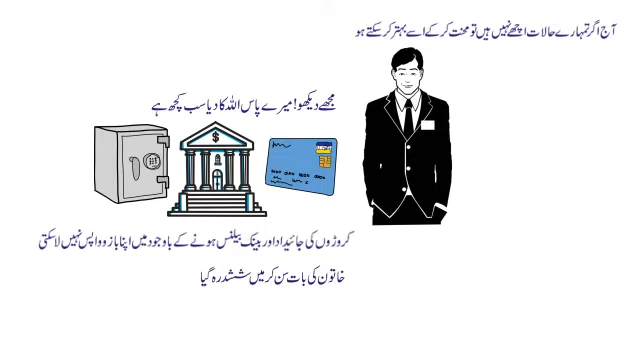 آج اگر تمہارے حالات اچھے نہیں ہیں تو محنت کر کے اسے بہتر کر سکتے ہو
مجھے دیکھو! میرے پاس اللہ کا دیا سب کچھ ہے
$
کروڑوں کی جائیداد اور بینک بیلنس ہونے کے باوجود میں اپنا بازو واپس نہیں لا سکتی
خاتون کی بات سن کر میں ششدر رہ گیا